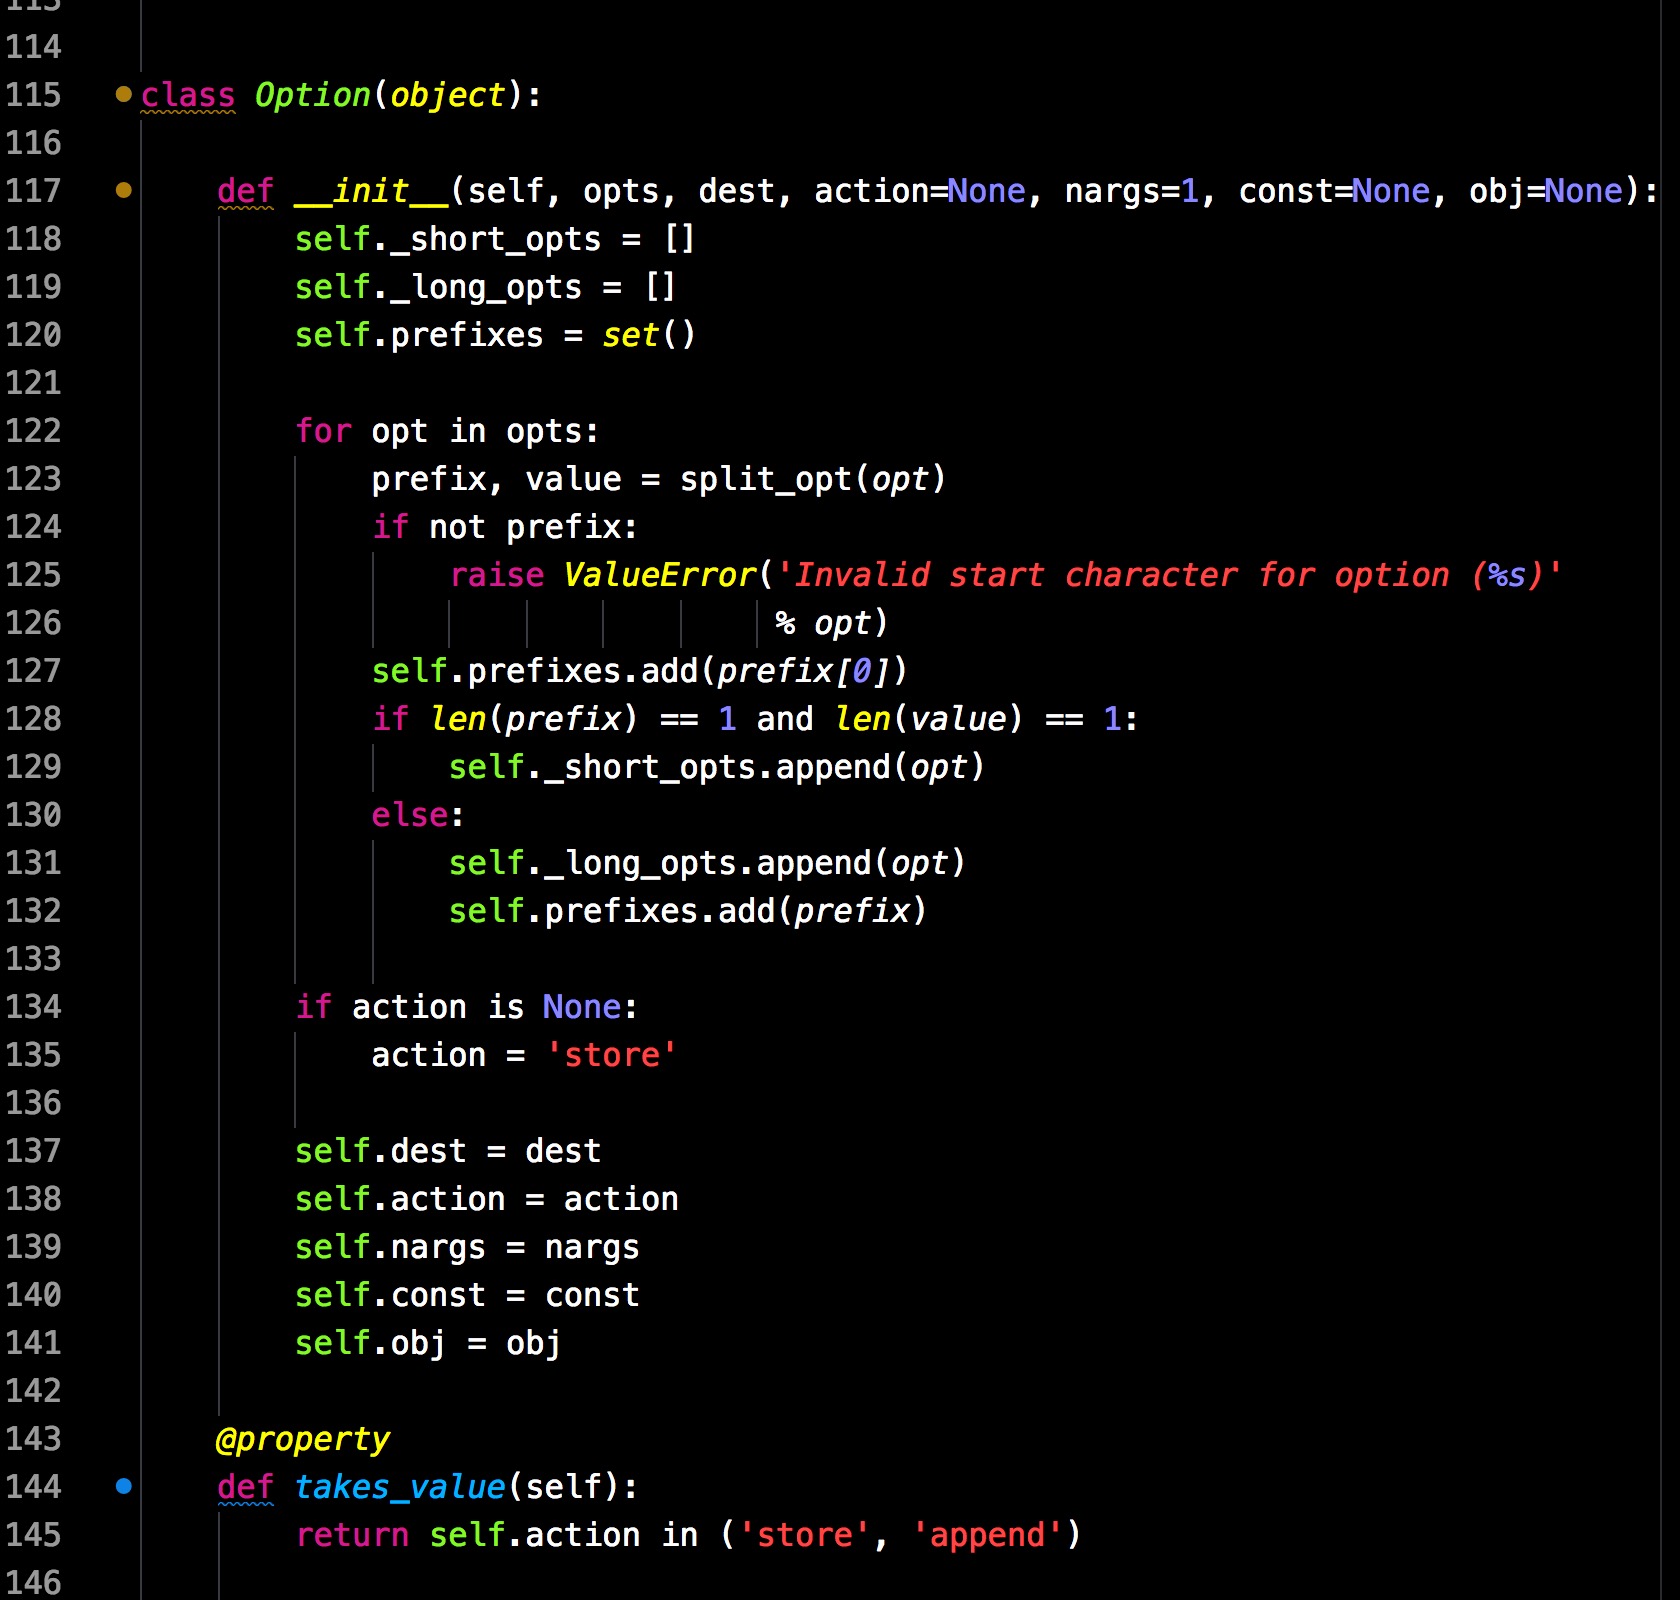 113
114
115 class Option(object):
116
117     def __init__(self, opts, dest, action=None, nargs=1, const=None, obj=None):
118         self._short_opts = []
119         self._long_opts = []
120         self.prefixes = set()
121
122         for opt in opts:
123             prefix, value = split_opt(opt)
124             if not prefix:
125                 raise ValueError('Invalid start character for option (%s)'
126                                  % opt)
127             self.prefixes.add(prefix[0])
128             if len(prefix) == 1 and len(value) == 1:
129                 self._short_opts.append(opt)
130             else:
131                 self._long_opts.append(opt)
132                 self.prefixes.add(prefix)
133
134         if action is None:
135             action = 'store'
136
137         self.dest = dest
138         self.action = action
139         self.nargs = nargs
140         self.const = const
141         self.obj = obj
142
143     @property
144     def takes_value(self):
145         return self.action in ('store', 'append')
146